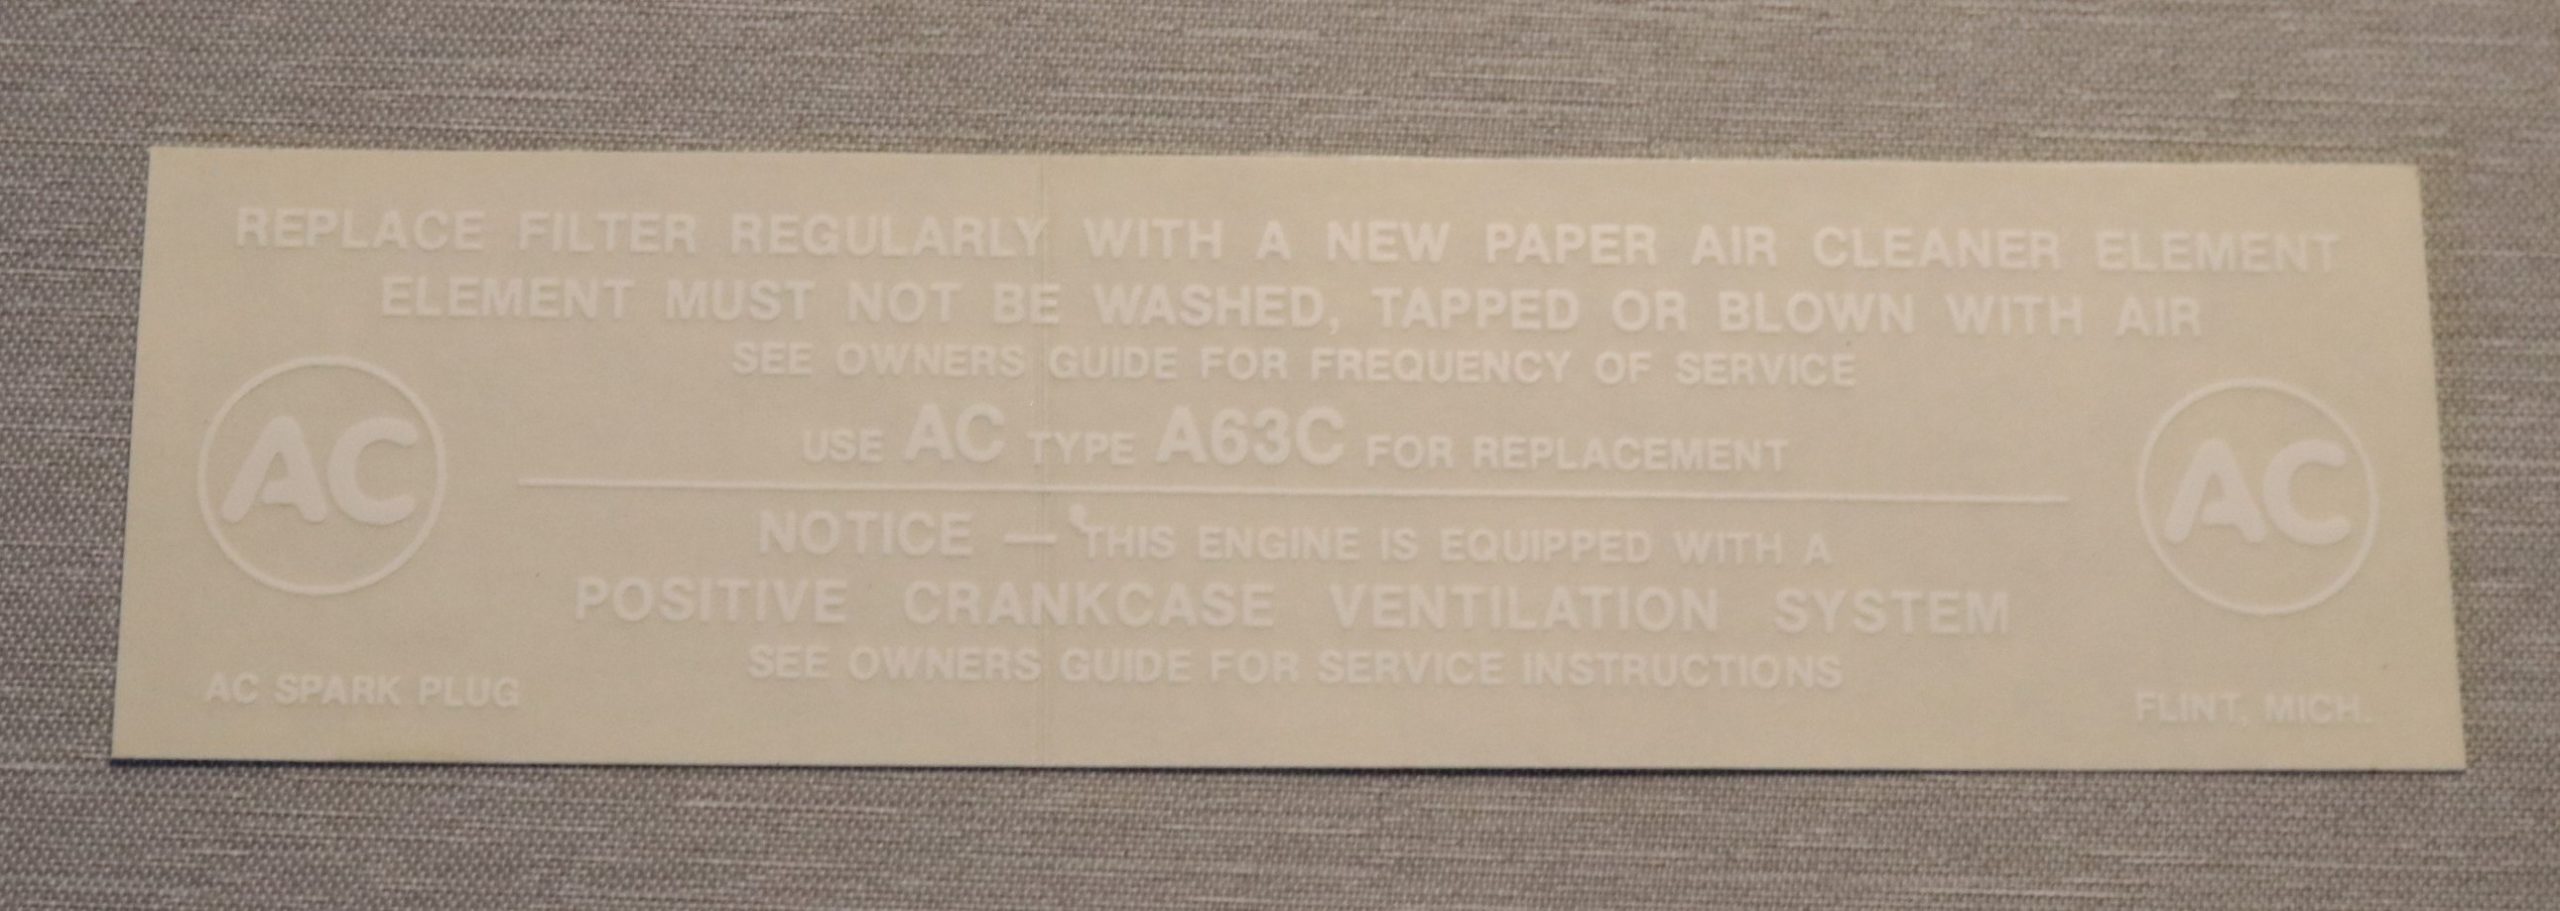 REPLACE FILTER REGULARLY WITH A NEW PAPER AIR CLEANER ELEMENT
ELEMENT MUST NOT BE WASHED, TAPPED OR BLOWN WITH AIR
SEE OWNERS GUIDE FOR FREQUENCY OF SERVICE
USE AC TYPE A63C FOR REPLACEMENT
AC
AC
NOTICE — THIS ENGINE IS EQUIPPED WITH A
POSITIVE CRANKCASE VENTILATION SYSTEM
SEE OWNERS GUIDE FOR SERVICE INSTRUCTIONS
AC SPARK PLUG
FLINT, MICH.